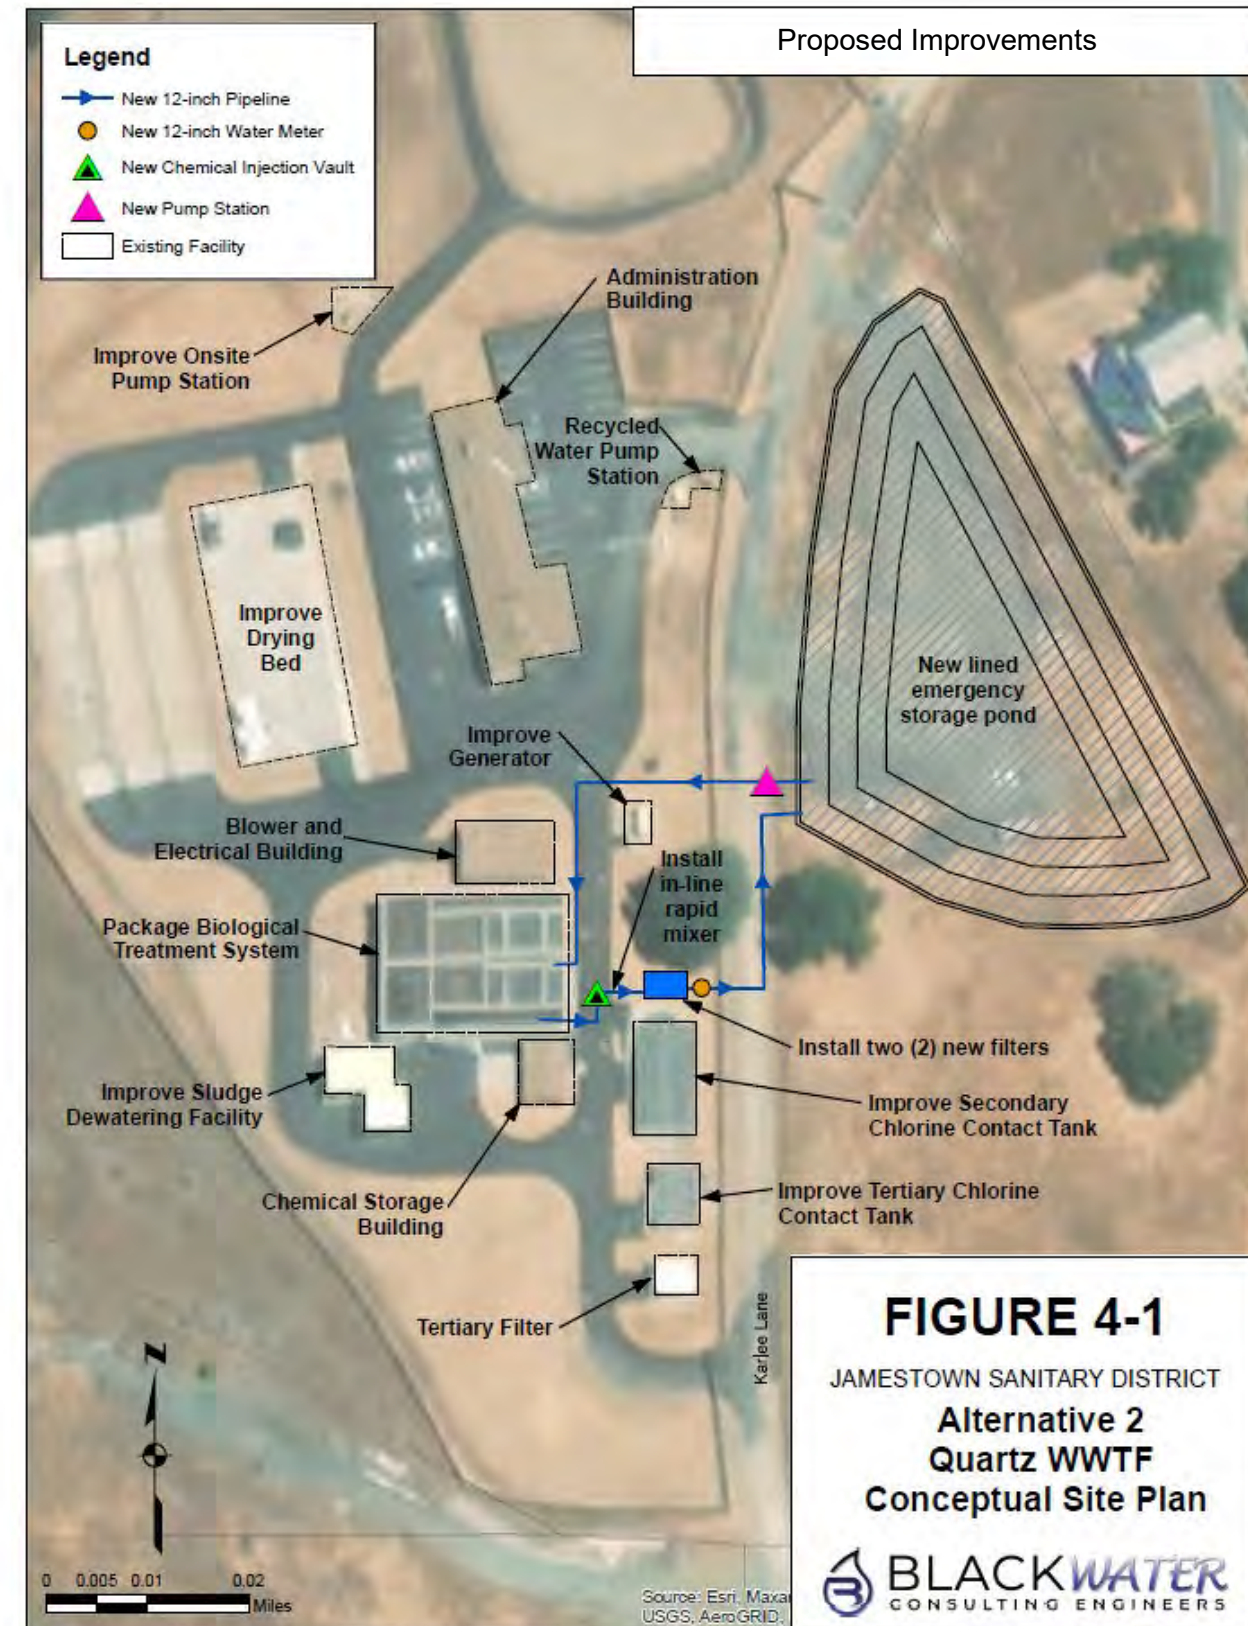 Proposed Improvements
Legend
New 12-inch Pipeline
New 12-inch Water Meter
New Chemical Injection Vault
New Pump Station
Existing Facility
Administration
Building
Improve Onsite
Pump Station
Recycled
Water Pump
Station
Improve
Drying
Bed
New lined
emergency
storage pond
Improve
Generator
Blower and
Electrical Building
Install
in-line
rapid
mixer
Package Biological
Treatment System
Install two (2) new filters
Improve Sludge
Dewatering Facility
Improve Secondary
Chlorine Contact Tank
Chemical Storage
Building
Improve Tertiary Chlorine
Contact Tank
Tertiary Filter
Karlee Lane
N
FIGURE 4-1
JAMESTOWN SANITARY DISTRICT
Alternative 2
Quartz WWTF
Conceptual Site Plan
BLACKWATER
CONSULTING ENGINEERS
0 0.005 0.01 0.02
Miles
Source: Esri, Maxar
USGS, AeroGRID,